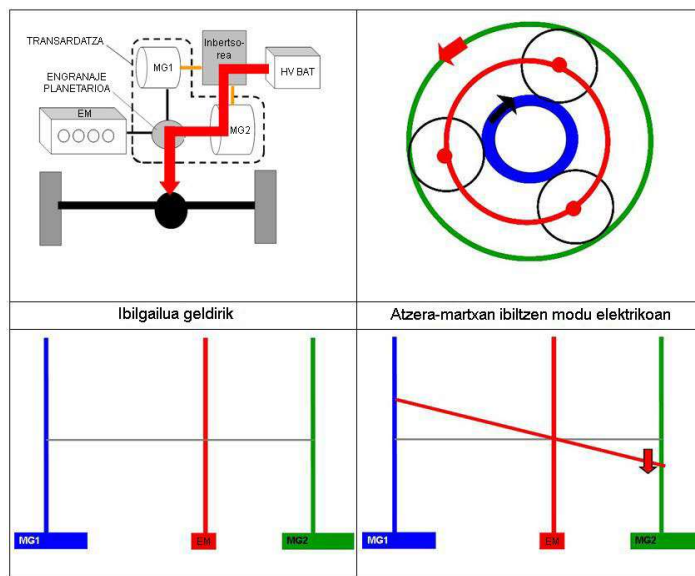 TRANSARDATZA
MG1
Inbertso-
rea
HV BAT
ENGRANAJE
PLANETARIOA
EM
MG2
Ibilgailua geldirik
Atzera-martxan ibiltzen modu elektrikoan
MG1
EM
MG2
MG1
EM
MG2